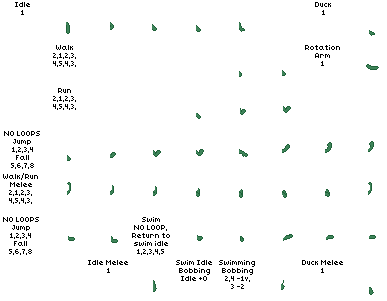 Idle
1
Duck
1
Walk
2,1,2,3,
4,5,4,3,
Rotation
Arm
1
Run
2,1,2,3,
4,5,4,3,
NO LOOPS
Jump
1,2,3,4
Fall
5,6,7,8
Walk/Run
Melee
2,1,2,3,
4,5,4,3,
NO LOOPS
Jump
1,2,3,4
Fall
5,6,7,8
Swim
NO LOOP,
Return to
swim idle
1,2,3,4,5
Idle Melee
1
Swim Idle
Bobbing
Idle +0
Swimming
Bobbing
2,4 -1v,
3 -2
Duck Melee
1